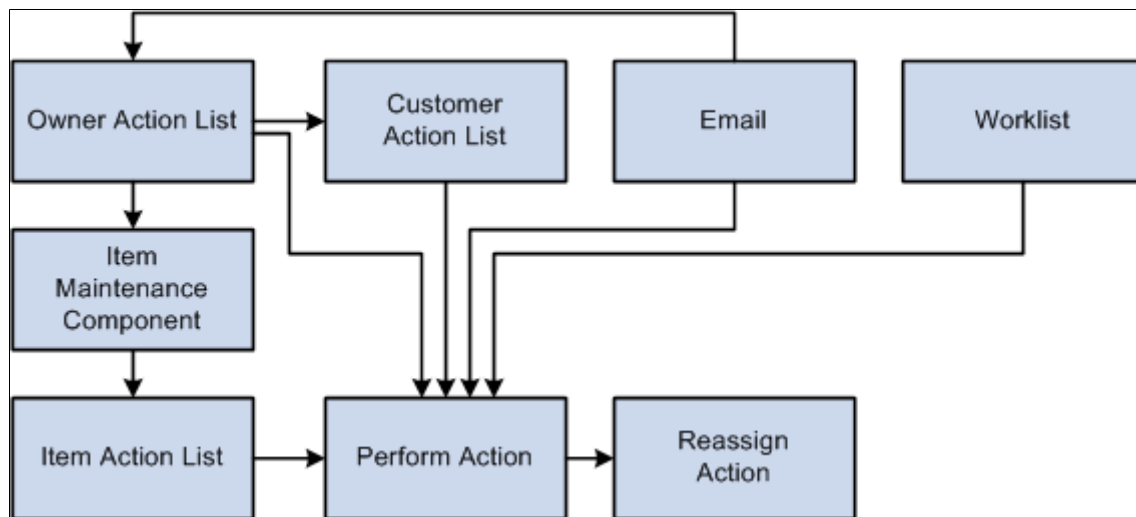 Owner Action List
Customer
Action List
Email
Worklist
Item
Maintenance
Component
Item Action List
Perform Action
Reassign
Action